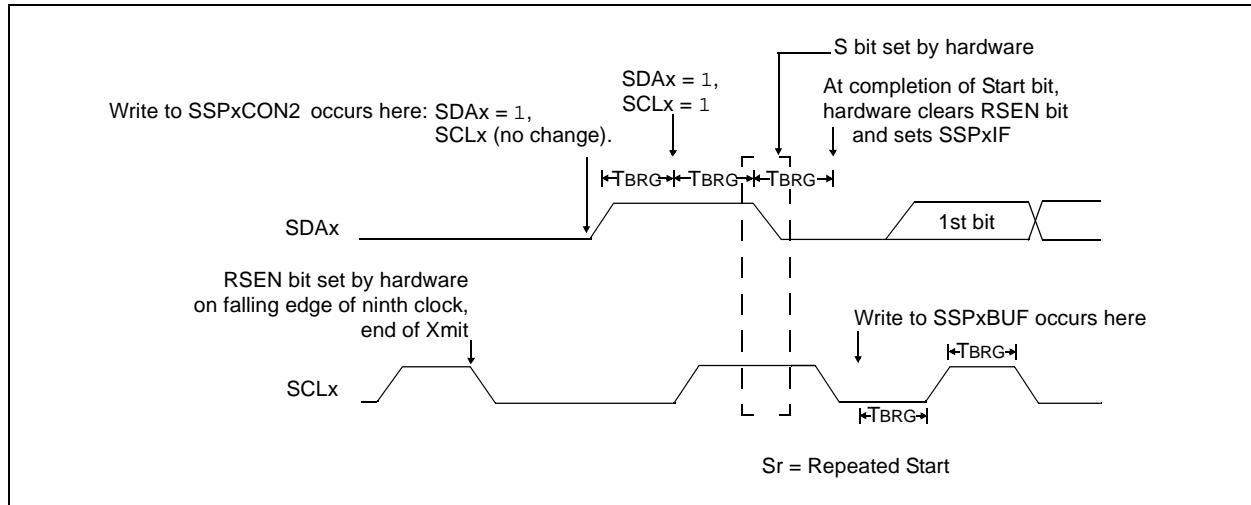 S bit set by hardware
SDAx = 1,
SCLx = 1
At completion of Start bit,
hardware clears RSEN bit
and sets SSPxIF
Write to SSPxCON2 occurs here: SDAx = 1,
SCLx (no change).
TBRG TBRG TBRG
SDAx
1st bit
RSEN bit set by hardware
on falling edge of ninth clock,
end of Xmit
Write to SSPxBUF occurs here
TBRG
SCLx
TBRG
Sr = Repeated Start